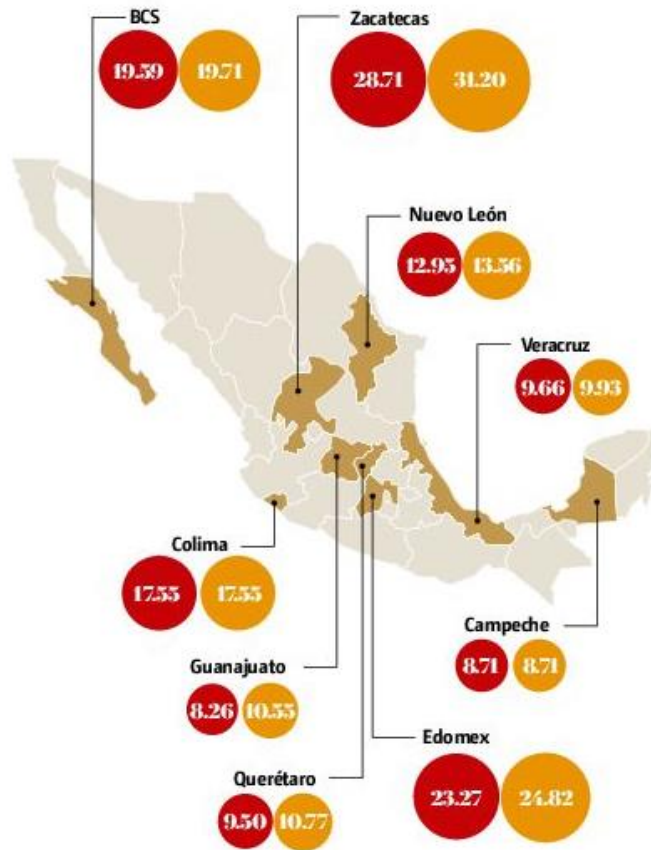 BCS
19.59 19.71
Zacatecas
28.71 31.20
Nuevo León
12.95 13.56
Veracruz
9.66 9.93
Colima
17.55 17.55
Campeche
8.71 8.71
Guanajuato
8.26 10.55
Edomex
23.27 24.82
Querétaro
9.50 10.77